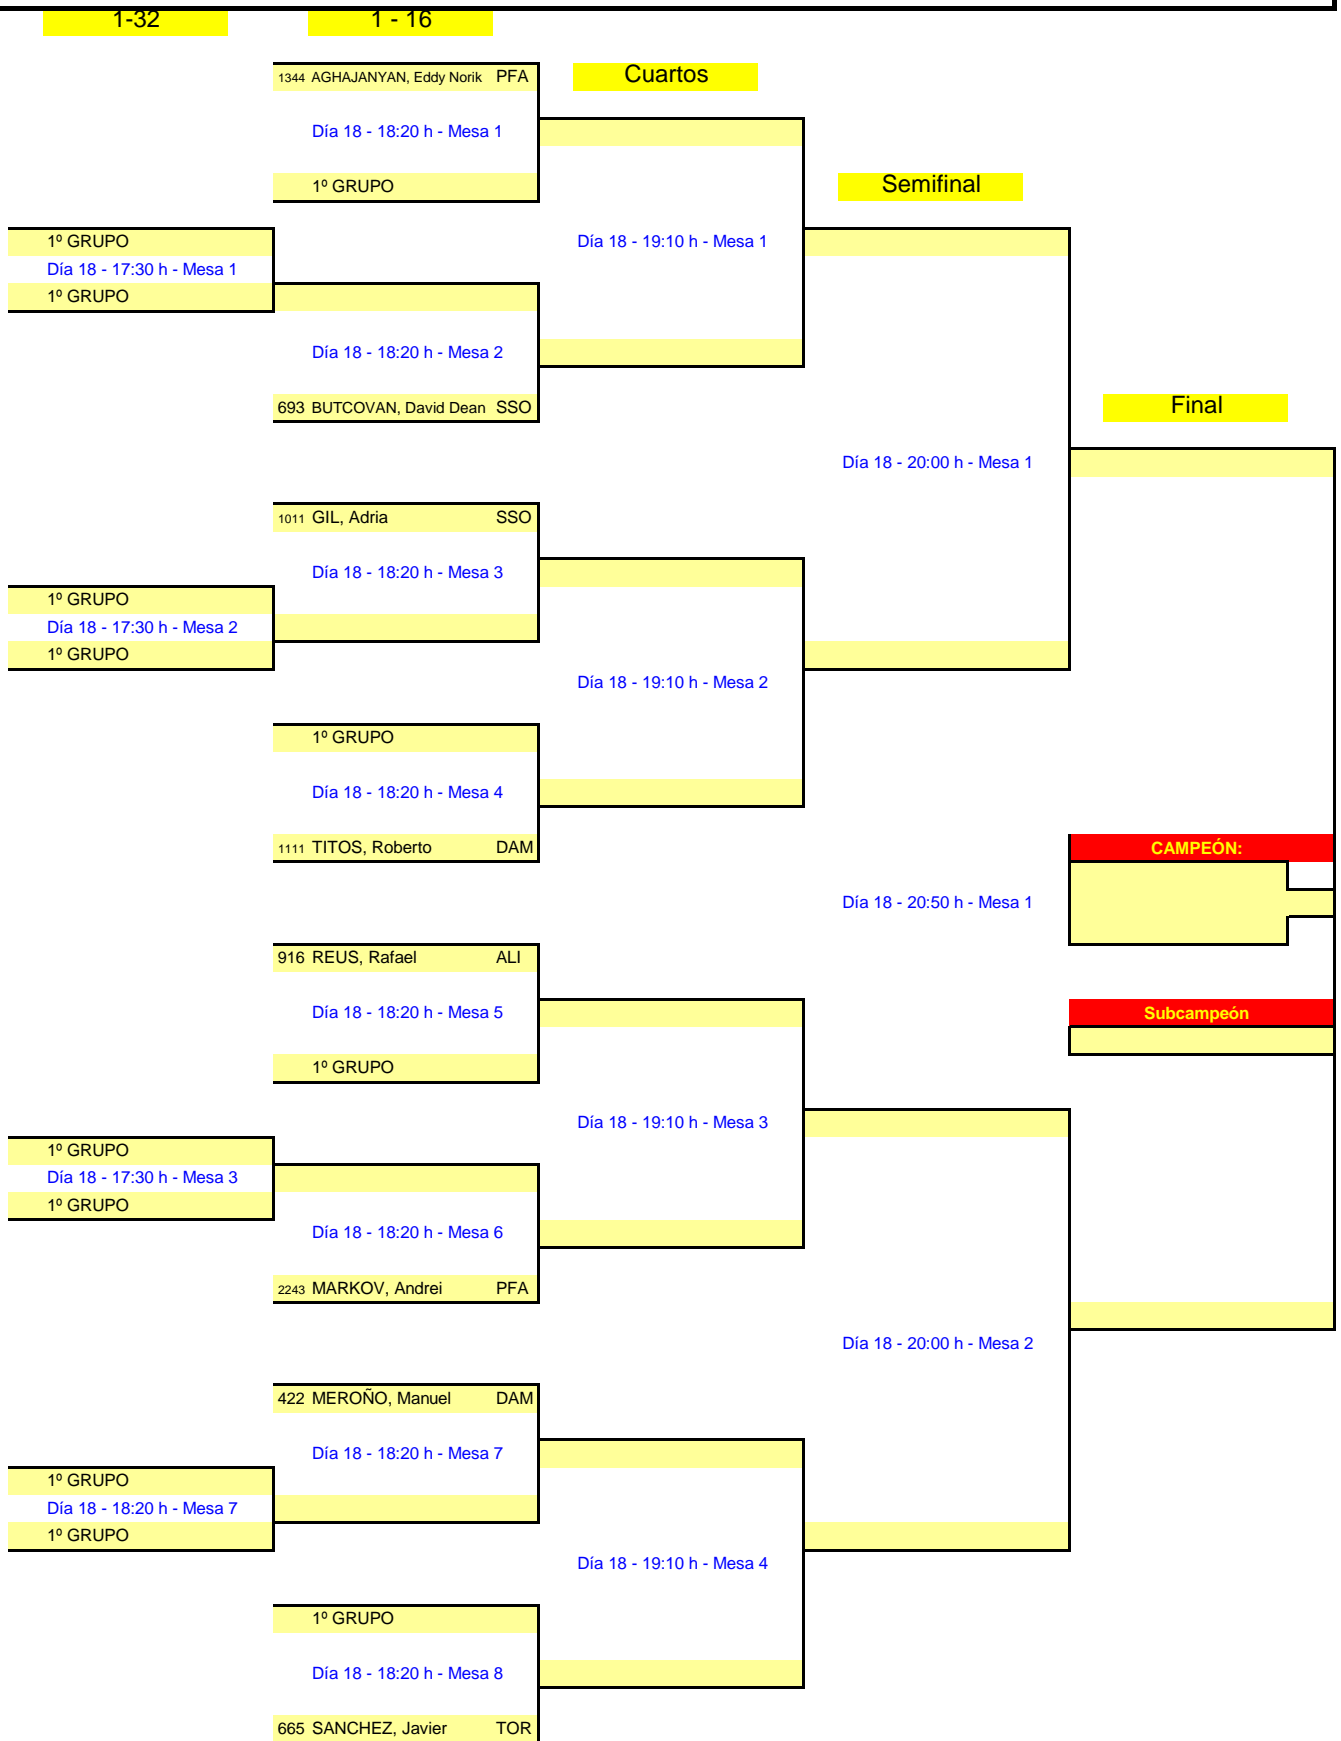 1-32
1 - 16
1344 AGHAJANYAN, Eddy Norik PFA
Cuartos
Día 18 - 18:20 h - Mesa 1
1º GRUPO
Semifinal
1º GRUPO
Día 18 - 19:10 h - Mesa 1
Día 18 - 17:30 h - Mesa 1
1º GRUPO
Día 18 - 18:20 h - Mesa 2
693 BUTCOVAN, David Dean SSO
Final
Día 18 - 20:00 h - Mesa 1
1011 GIL, Adria SSO
Día 18 - 18:20 h - Mesa 3
1º GRUPO
Día 18 - 17:30 h - Mesa 2
1º GRUPO
Día 18 - 19:10 h - Mesa 2
1º GRUPO
Día 18 - 18:20 h - Mesa 4
1111 TITOS, Roberto DAM
CAMPEÓN:
Día 18 - 20:50 h - Mesa 1
916 REUS, Rafael ALI
Día 18 - 18:20 h - Mesa 5
Subcampeón
1º GRUPO
Día 18 - 19:10 h - Mesa 3
1º GRUPO
Día 18 - 17:30 h - Mesa 3
1º GRUPO
Día 18 - 18:20 h - Mesa 6
2243 MARKOV, Andrei PFA
Día 18 - 20:00 h - Mesa 2
422 MEROÑO, Manuel DAM
Día 18 - 18:20 h - Mesa 7
1º GRUPO
Día 18 - 18:20 h - Mesa 7
1º GRUPO
Día 18 - 19:10 h - Mesa 4
1º GRUPO
Día 18 - 18:20 h - Mesa 8
665 SANCHEZ, Javier TOR